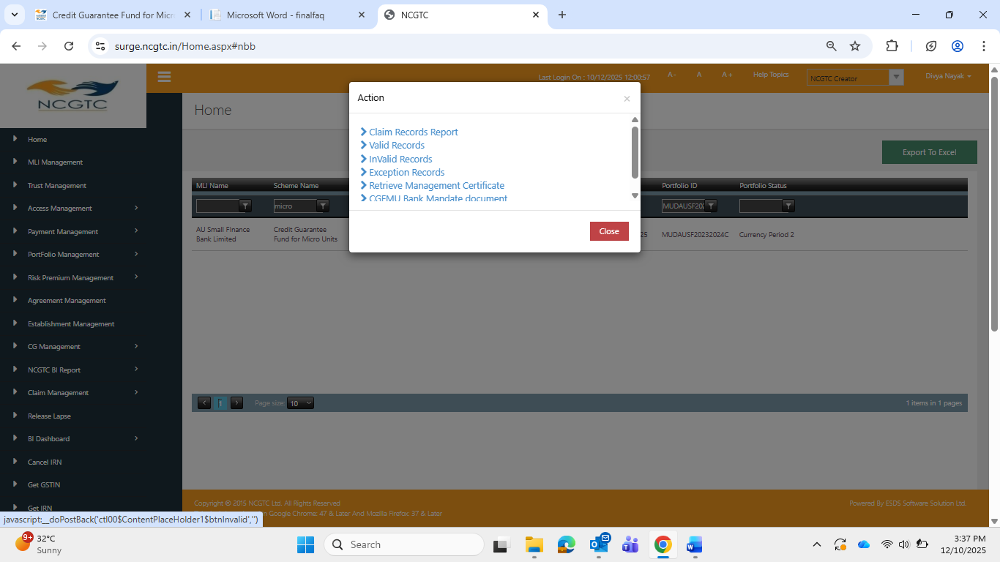 Credit Guarantee Fund for Micr
Microsoft Word - finalfaq
NCGTC
surge.ncgtc.in/Home.aspx#nbb
NCGTC
Last Login On : 10/12/2025 12:00:57
A-
A
A+
Help Topics
NCGTC Creator
Divya Nayak
Home
MLI Management
Trust Management
Access Management
Payment Management
PortFolio Management
Risk Premium Management
Agreement Management
Establishment Management
CG Management
NCGTC BI Report
Claim Management
Release Lapse
BI Dashboard
Cancel IRN
Get GSTIN
Get IRN
Home
Export To Excel
Action
×
Claim Records Report
Valid Records
InValid Records
Exception Records
Retrieve Management Certificate
CGFMU Bank Mandate document
Close
MLI Name
Scheme Name
Portfolio ID
Portfolio Status
micro
MUDAUSF202
AU Small Finance
Bank Limited
Credit Guarantee
Fund for Micro Units
25
MUDAUSF20232024C
Currency Period 2
1
Page size:
10
1 items in 1 pages
Copyright © 2015 NCGTC Ltd. All Rights Reserved
n Google Chrome: 47 & Later And Mozilla Firefox: 37 & Later
Powered By ESDS Software Solution Ltd.
javascript:__doPostBack('ctl00$ContentPlaceHolder1$btnInvalid','')
9+
32°C
Sunny
Search
3:37 PM
12/10/2025